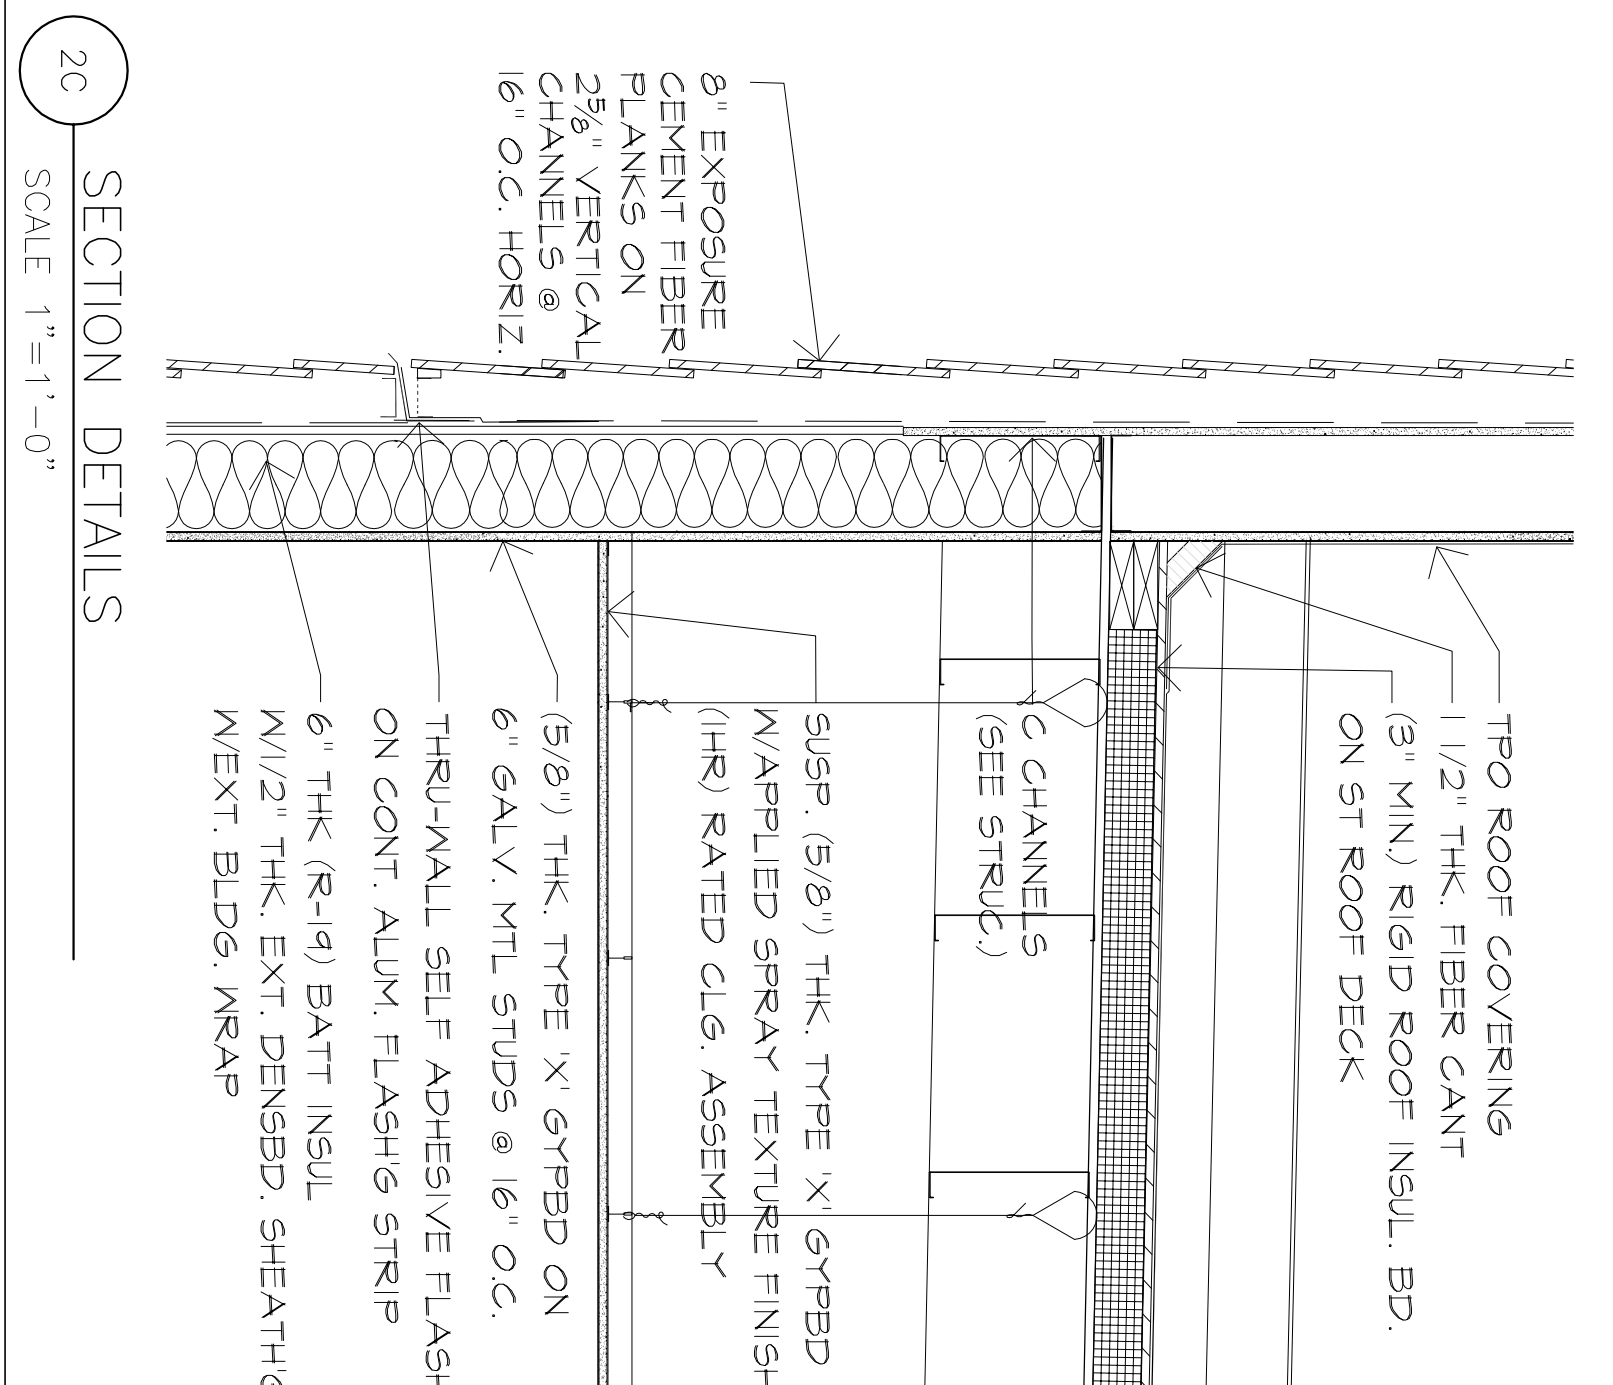 8" EXPOSURE
CEMENT FIBER
PLANKS ON
2 5/8" VERTICAL
CHANNELS @
16" O.C. HORIZ.
TPO ROOF COVERING
1 1/2" THK. FIBER CANT
(3" MIN.) RIGID ROOF INSUL. BD.
ON ST ROOF DECK
C CHANNELS
(SEE STRUC.)
SUSP. (5/8") THK. TYPE 'X' GYPBD
W/APPLIED SPRAY TEXTURE FINISH
(1HR) RATED CLG. ASSEMBLY
(5/8") THK. TYPE 'X' GYPBD ON
6" GALV. MTL STUDS @ 16" O.C.
THRU-WALL SELF ADHESIVE FLASH
ON CONT. ALUM. FLASH'G STRIP
6" THK (R-19) BATT INSUL
W/1/2" THK. EXT. DENSBD. SHEATH'G
W/EXT. BLDG. WRAP
2C
SECTION DETAILS
SCALE 1"=1'-0"